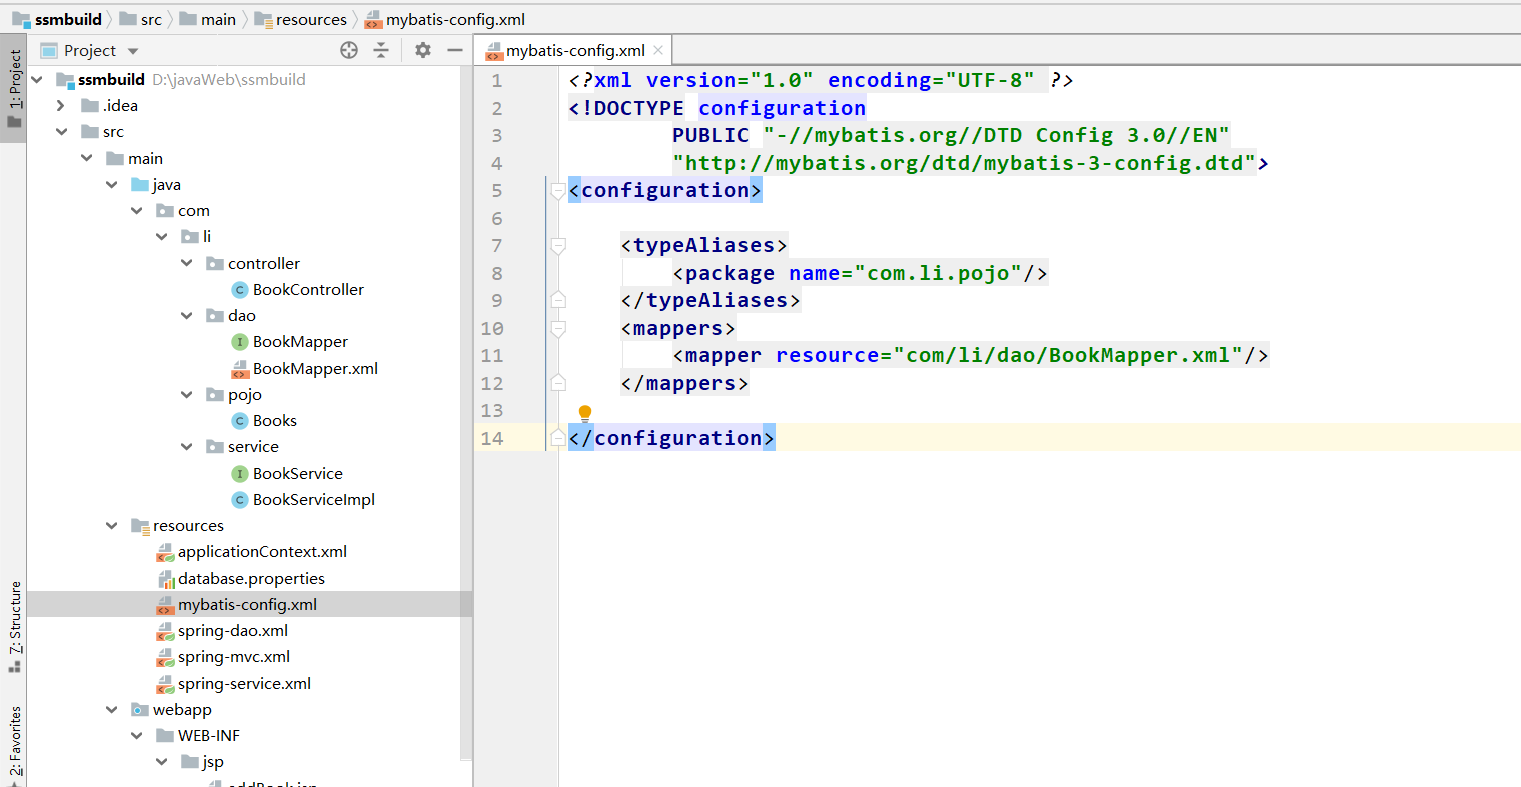 ssmbuild src main resources mybatis-config.xml
1: Project
Project
mybatis-config.xml
ssmbuild D:\javaWeb\ssmbuild
.idea
src
main
java
com
li
controller
BookController
dao
BookMapper
BookMapper.xml
pojo
Books
service
BookService
BookServiceImpl
resources
applicationContext.xml
database.properties
mybatis-config.xml
spring-dao.xml
spring-mvc.xml
spring-service.xml
webapp
WEB-INF
jsp
addBook.jsp
7: Structure
2: Favorites
1 <?xml version="1.0" encoding="UTF-8" ?>
2 <!DOCTYPE configuration
3 PUBLIC "-//mybatis.org//DTD Config 3.0//EN"
4 "http://mybatis.org/dtd/mybatis-3-config.dtd">
5 <configuration>
6
7 <typeAliases>
8 <package name="com.li.pojo"/>
9 </typeAliases>
10 <mappers>
11 <mapper resource="com/li/dao/BookMapper.xml"/>
12 </mappers>
13
14 </configuration>